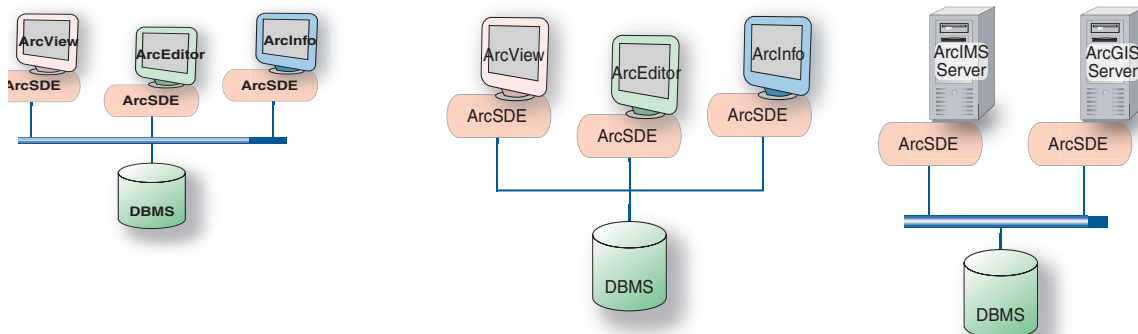 ArcView
ArcEditor
ArcInfo
ArcSDE
ArcSDE
ArcSDE
DBMS
ArcView
ArcEditor
ArcInfo
ArcSDE
ArcSDE
ArcSDE
DBMS
ArcIMS
Server
ArcGIS
Server
ArcSDE
ArcSDE
DBMS